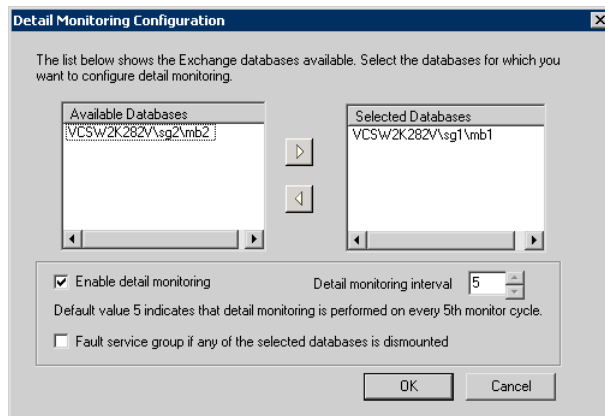 Detail Monitoring Configuration
The list below shows the Exchange databases available. Select the databases for which you
want to configure detail monitoring.
Available Databases
VCSW2K282V\sg2\mb2
Selected Databases
VCSW2K282V\sg1\mb1
Enable detail monitoring
Detail monitoring interval 5
Default value 5 indicates that detail monitoring is performed on every 5th monitor cycle.
Fault service group if any of the selected databases is dismounted
OK
Cancel